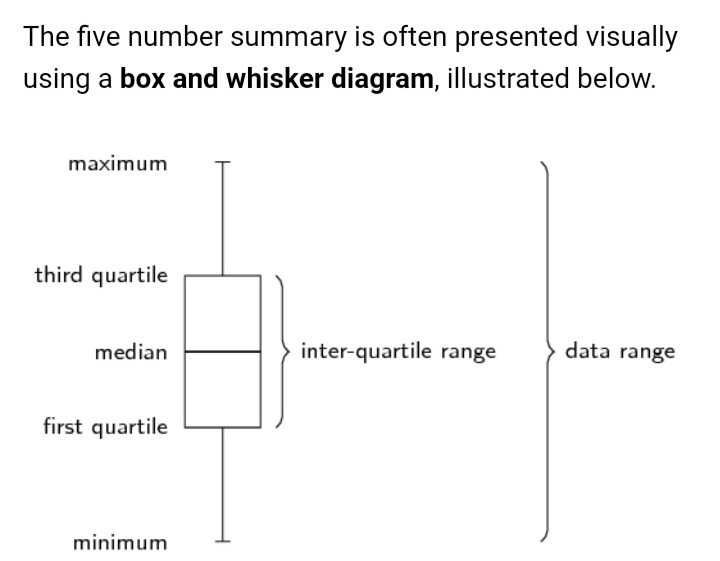 The five number summary is often presented visually
using a box and whisker diagram, illustrated below.
maximum
third quartile
median
inter-quartile range
data range
first quartile
minimum